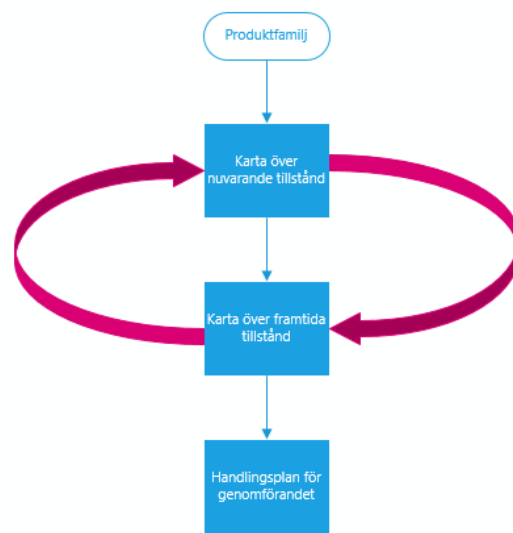 Produktfamilj
Karta över
nuvarande tillstånd
Karta över framtida
tillstånd
Handlingsplan för
genomförandet